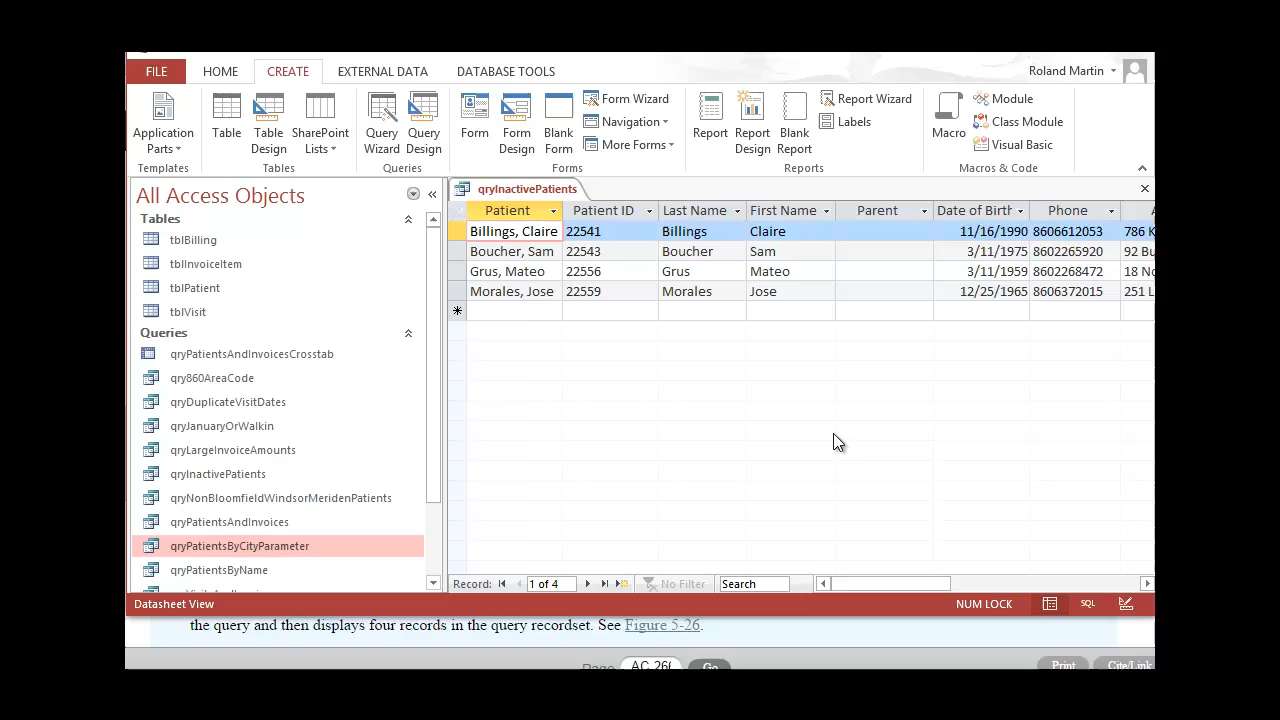 FILE HOME CREATE EXTERNAL DATA DATABASE TOOLS Roland Martin
Application Parts Table Table Design SharePoint Lists Query Wizard Query Design Form Form Design Blank Form Form Wizard Navigation More Forms Report Report Design Blank Report Report Wizard Labels Macro Module Class Module Visual Basic
Templates Tables Queries Forms Reports Macros & Code
All Access Objects
Tables
tblBilling
tblInvoiceItem
tblPatient
tblVisit
Queries
qryPatientsAndInvoicesCrosstab
qry860AreaCode
qryDuplicateVisitDates
qryJanuaryOrWalkin
qryLargeInvoiceAmounts
qryInactivePatients
qryNonBloomfieldWindsorMeridenPatients
qryPatientsAndInvoices
qryPatientsByCityParameter
qryPatientsByName
qryInactivePatients
Patient Patient ID Last Name First Name Parent Date of Birth Phone
Billings, Claire 22541 Billings Claire 11/16/1990 8606612053 786 K
Boucher, Sam 22543 Boucher Sam 3/11/1975 8602265920 92 Bu
Grus, Mateo 22556 Grus Mateo 3/11/1959 8602268472 18 No
Morales, Jose 22559 Morales Jose 12/25/1965 8606372015 251 L
Record: 1 of 4 No Filter Search
Datasheet View NUM LOCK SQL
the query and then displays four records in the query recordset. See Figure 5-26.
Page AC 266 Go Print Cite/Link